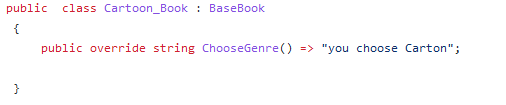 public  class Cartoon_Book : BaseBook
{
public override string ChooseGenre() => "you choose Carton";
}